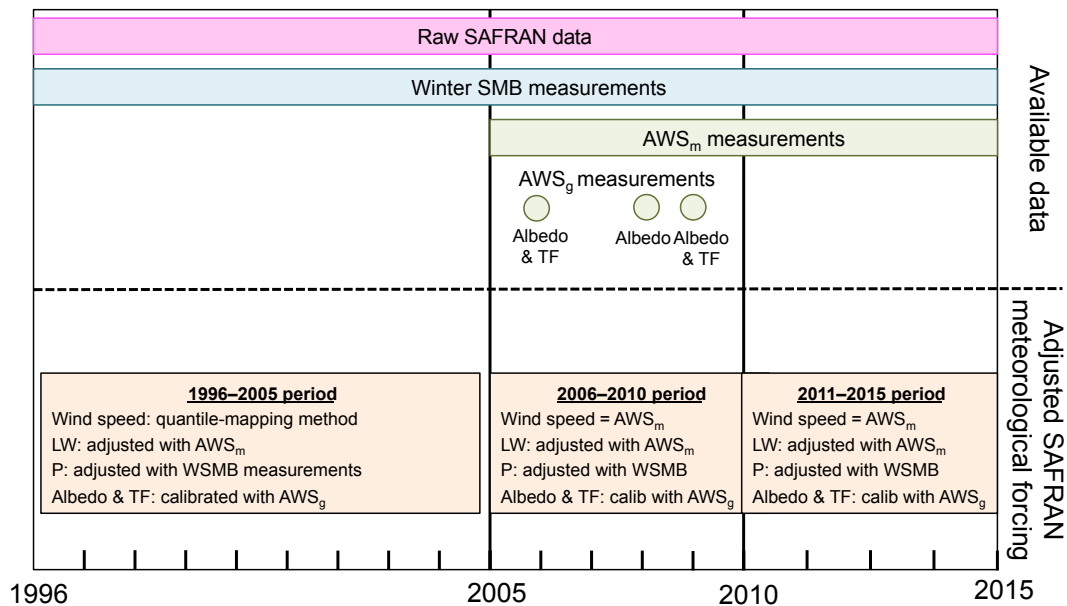 Raw SAFRAN data
Winter SMB measurements
AWSm measurements
AWSg measurements
Albedo
& TF
Albedo
Albedo
& TF
Available data
Adjusted SAFRAN
meteorological forcing
1996–2005 period
Wind speed: quantile-mapping method
LW: adjusted with AWSm
P: adjusted with WSMB measurements
Albedo & TF: calibrated with AWSg
2006–2010 period
Wind speed = AWSm
LW: adjusted with AWSm
P: adjusted with WSMB
Albedo & TF: calib with AWSg
2011–2015 period
Wind speed = AWSm
LW: adjusted with AWSm
P: adjusted with WSMB
Albedo & TF: calib with AWSg
1996
2005
2010
2015